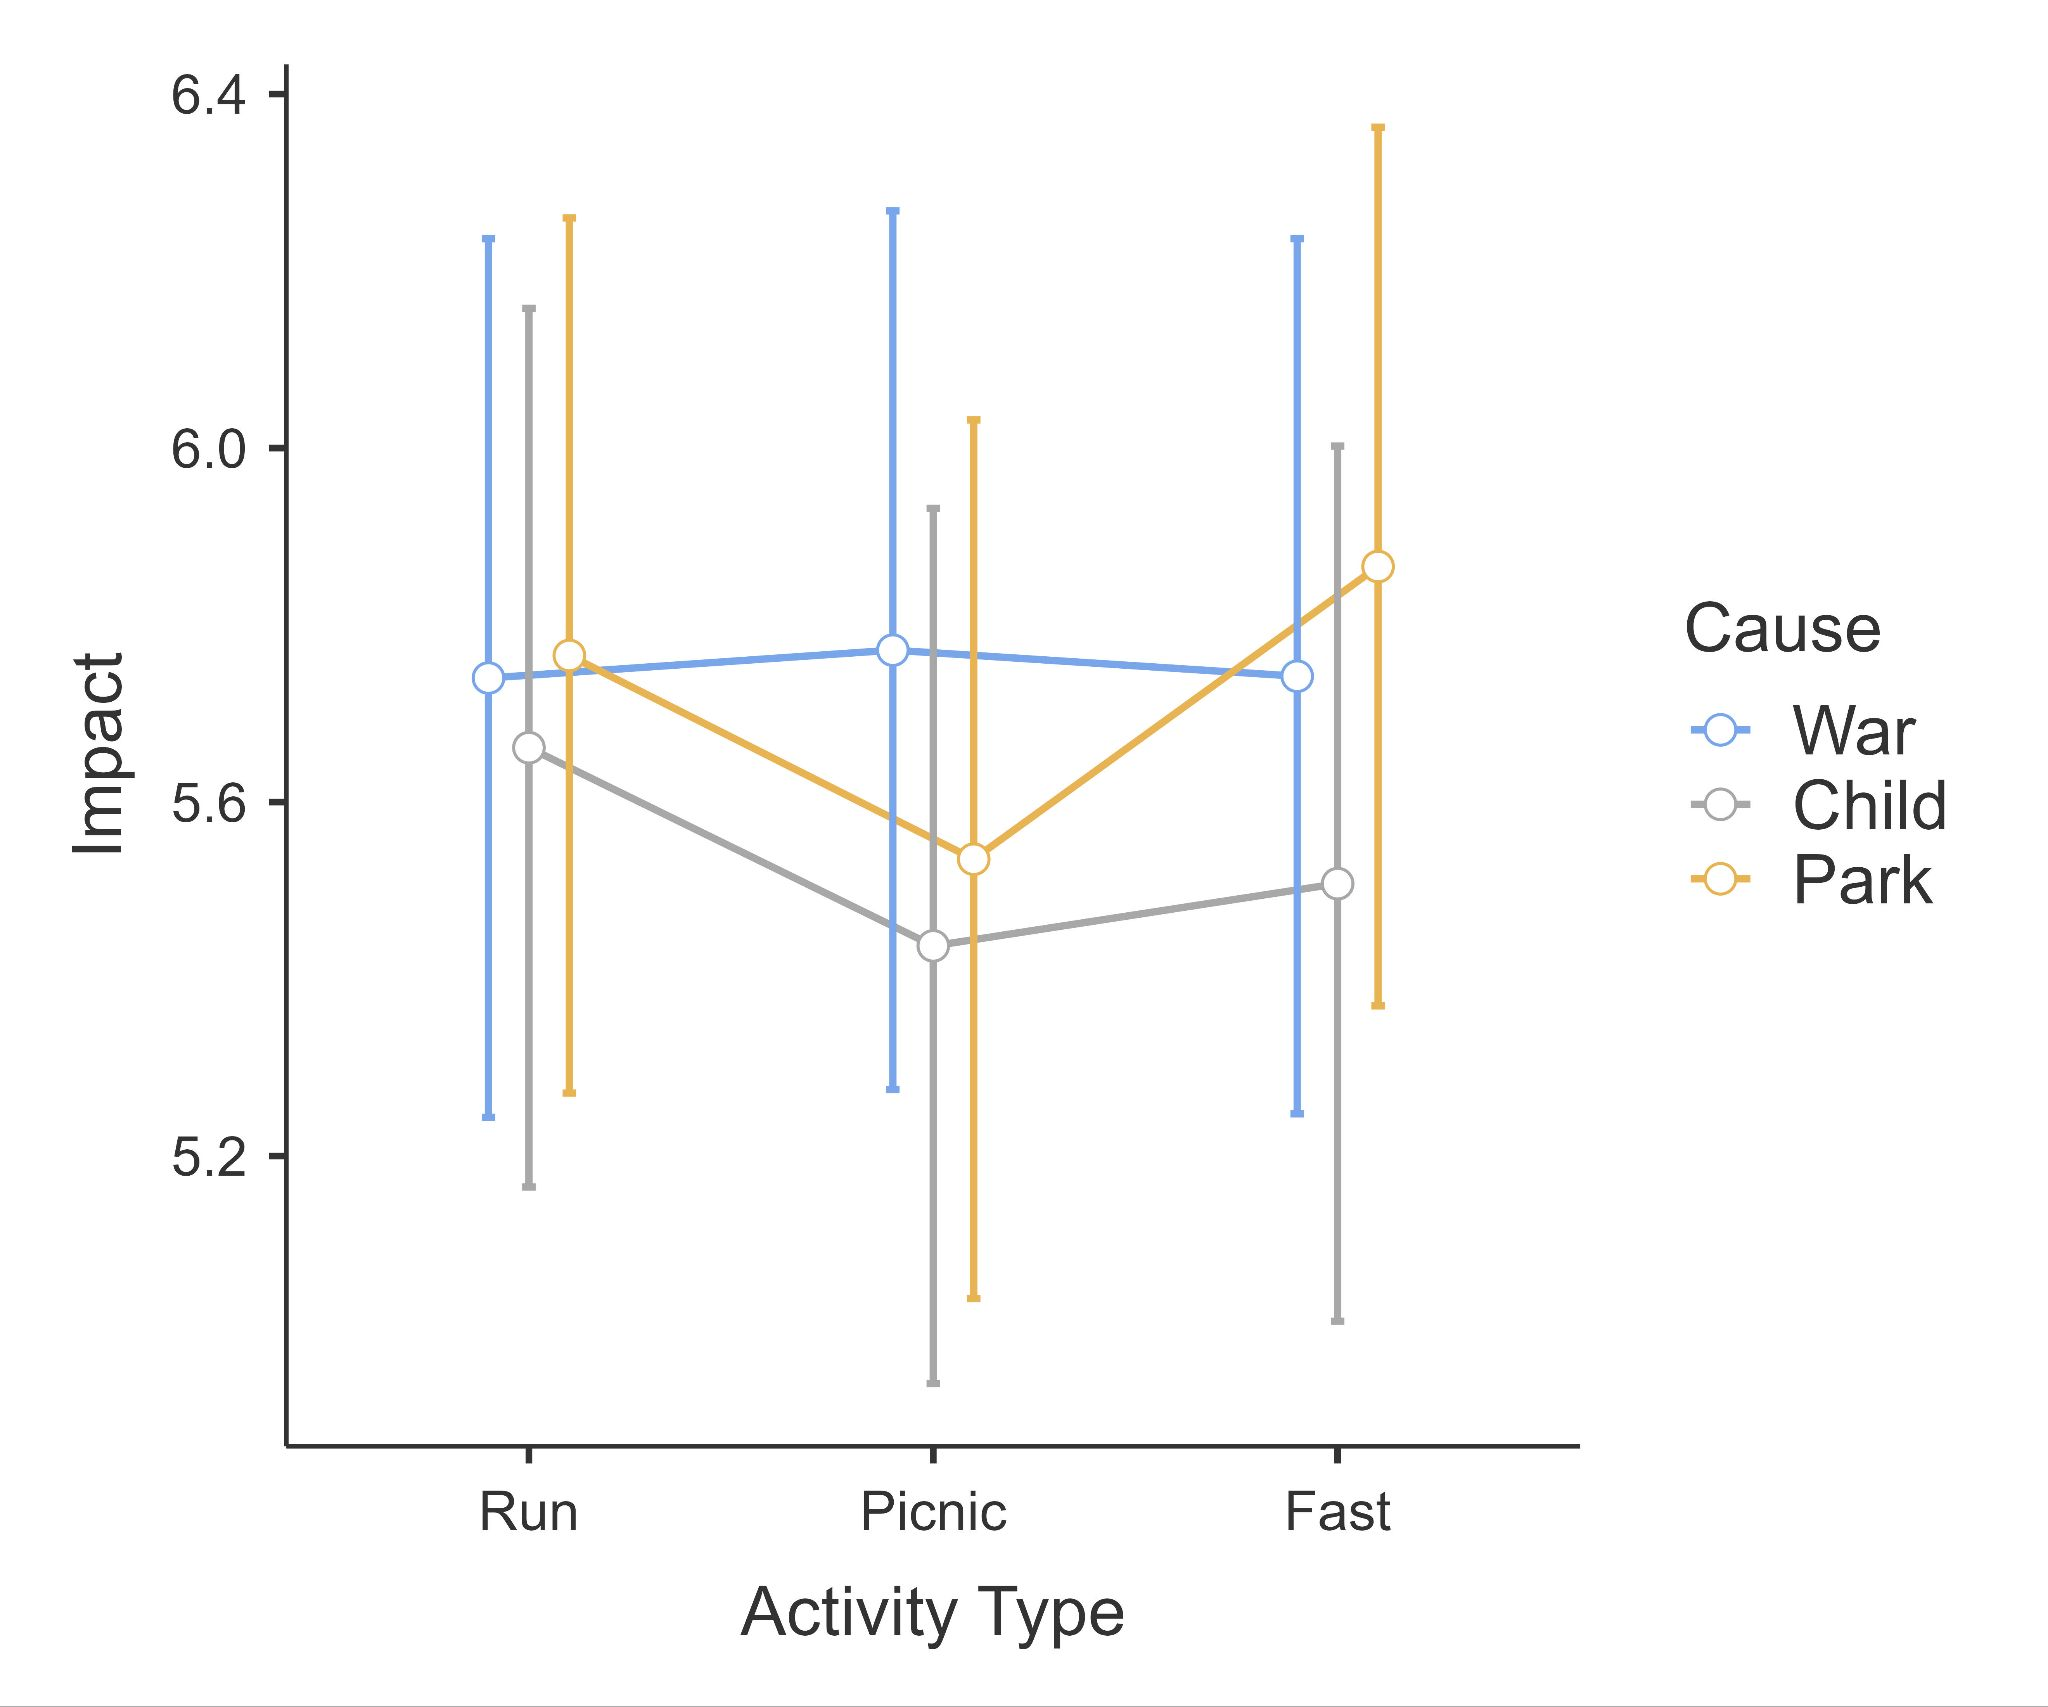 6.4
6.0
5.6
5.2
Impact
Run Picnic Fast
Activity Type
Cause
War
Child
Park